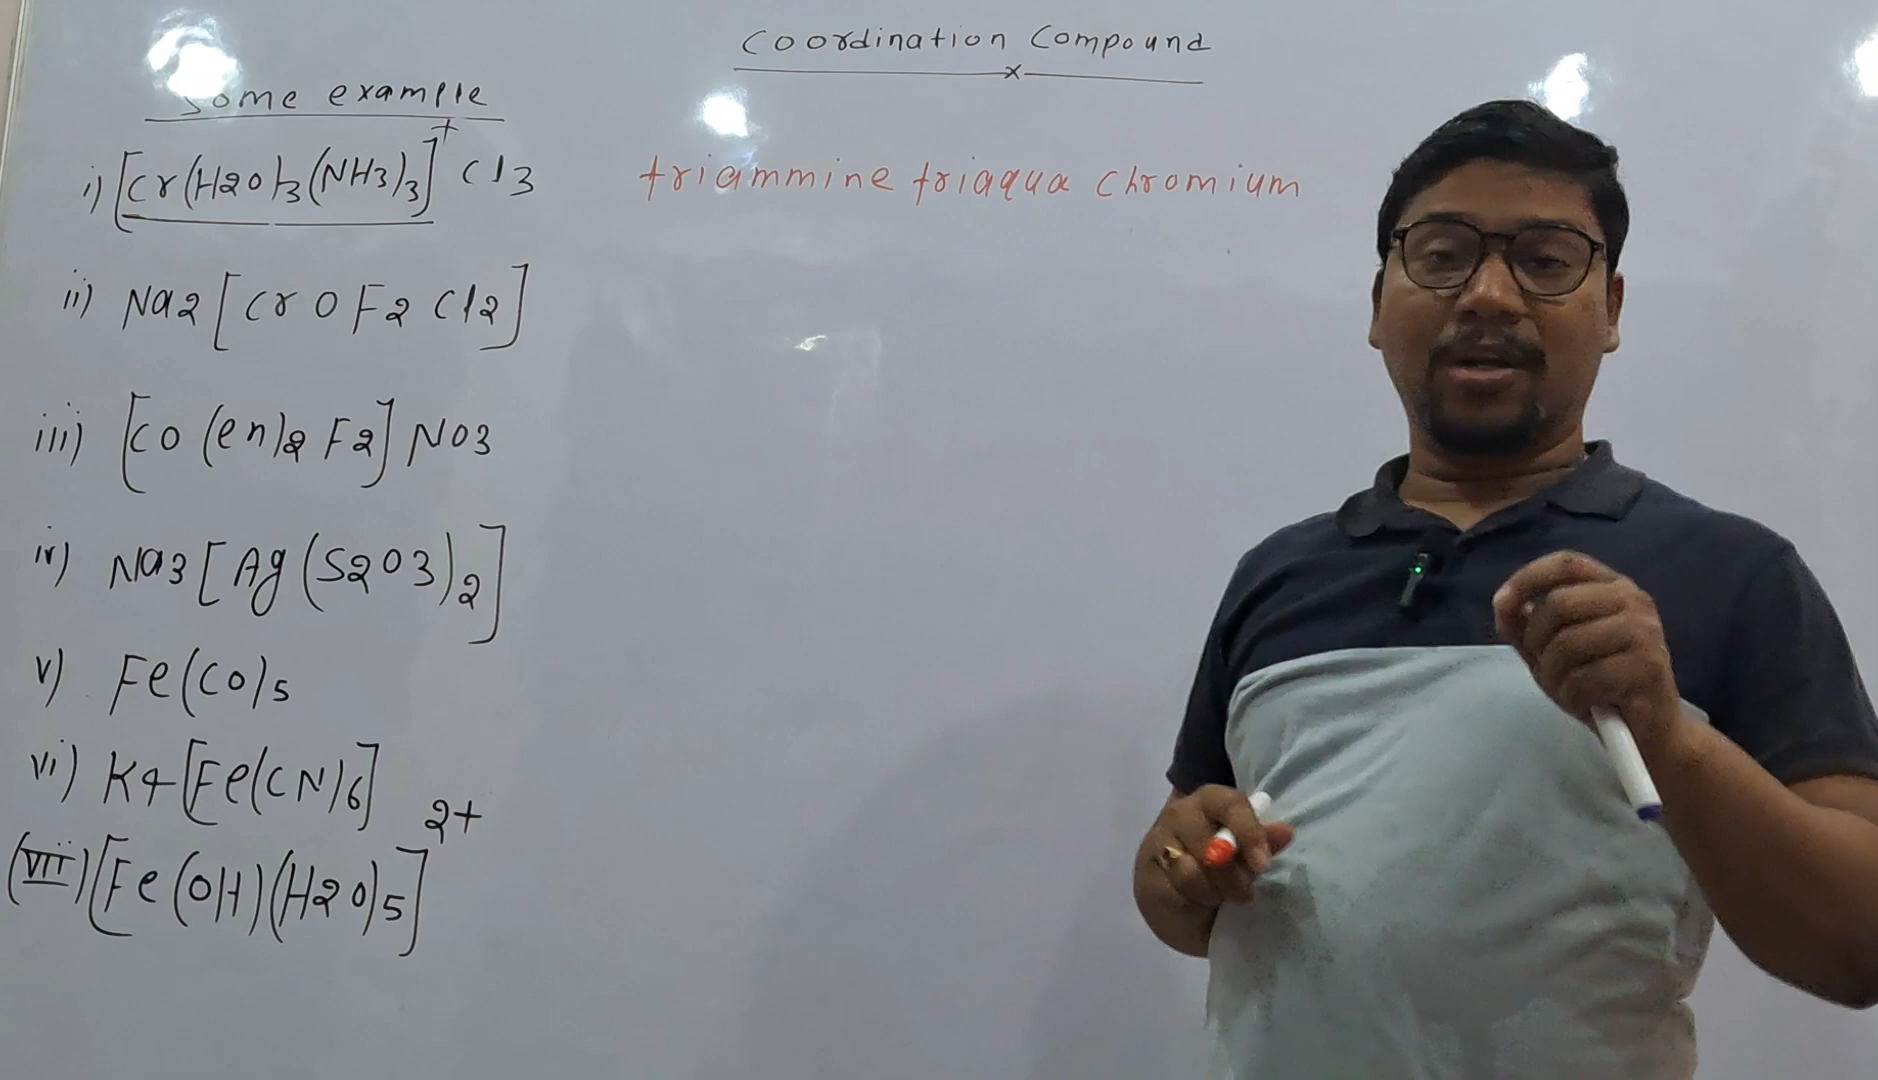 Coordination Compound
Some example
i) [Cr(H2O)3(NH3)3]+ Cl3 triammine triaqua chromium
ii) Na2[CrOF2Cl2]
iii) [Co(en)2F2]NO3
iv) Na3[Ag(S2O3)2]
v) Fe(CO)5
vi) K4[Fe(CN)6]
(vii) [Fe(OH)(H2O)5]2+